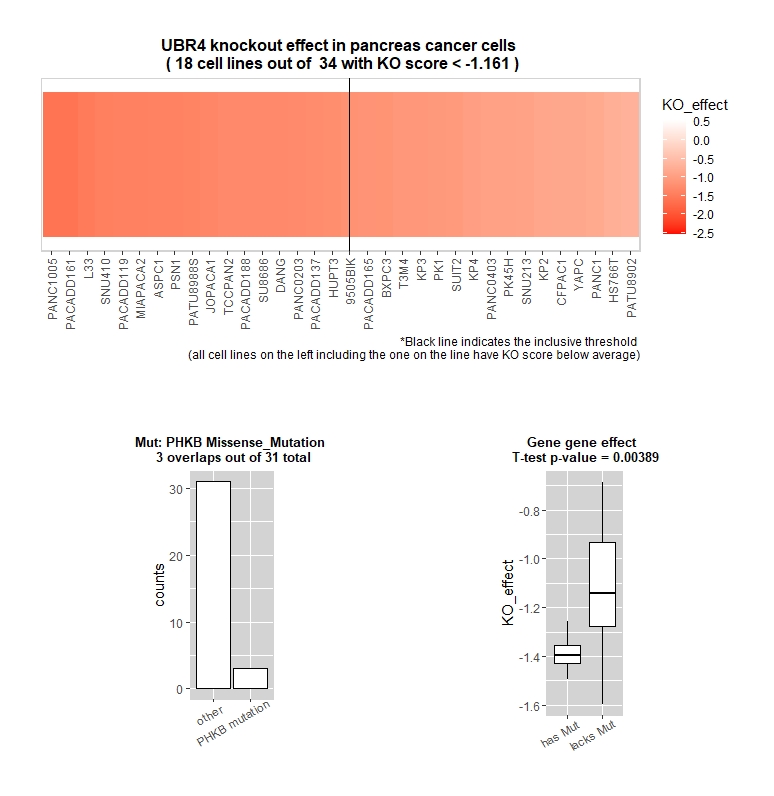 UBR4 knockout effect in pancreas cancer cells
( 18 cell lines out of 34 with KO score < -1.161 )
KO_effect
0.5
0.0
-0.5
-1.0
-1.5
-2.0
-2.5
PANC1005
PACADD161
L33
SNU410
PACADD119
MIAPACA2
ASPC1
PSN1
PATU8988S
JOPACA1
TCCPAN2
PACADD188
SU8686
DANG
PANC0203
PACADD137
HUPT3
9505BIK
PACADD165
BXPC3
T3M4
KP3
PK1
SUIT2
KP4
PANC0403
PK45H
SNU213
KP2
CFPAC1
YAPC
PANC1
HS766T
PATU8902
*Black line indicates the inclusive threshold
(all cell lines on the left including the one on the line have KO score below average)
Mut: PHKB Missense_Mutation
3 overlaps out of 31 total
counts
30
20
10
0
other
PHKB mutation
Gene gene effect
T-test p-value = 0.00389
KO_effect
-0.8
-1.0
-1.2
-1.4
-1.6
has Mut
lacks Mut